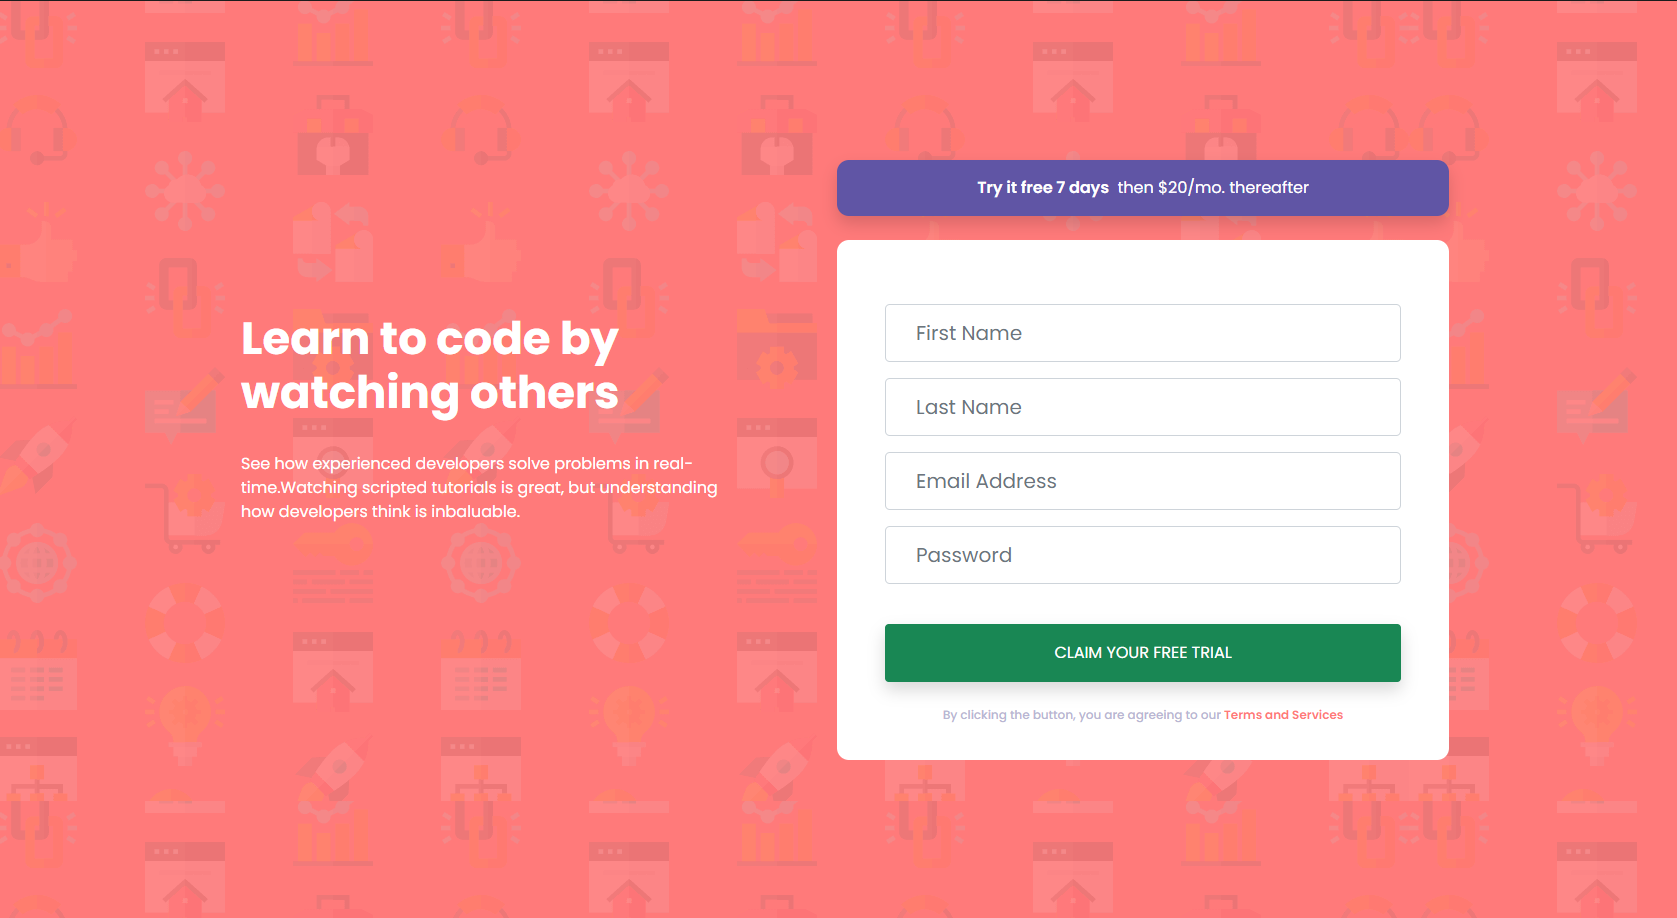 Learn to code by
watching others
See how experienced developers solve problems in real-
time.Watching scripted tutorials is great, but understanding
how developers think is inbaluable.
Try it free 7 days then $20/mo. thereafter
First Name
Last Name
Email Address
Password
CLAIM YOUR FREE TRIAL
By clicking the button, you are agreeing to our Terms and Services